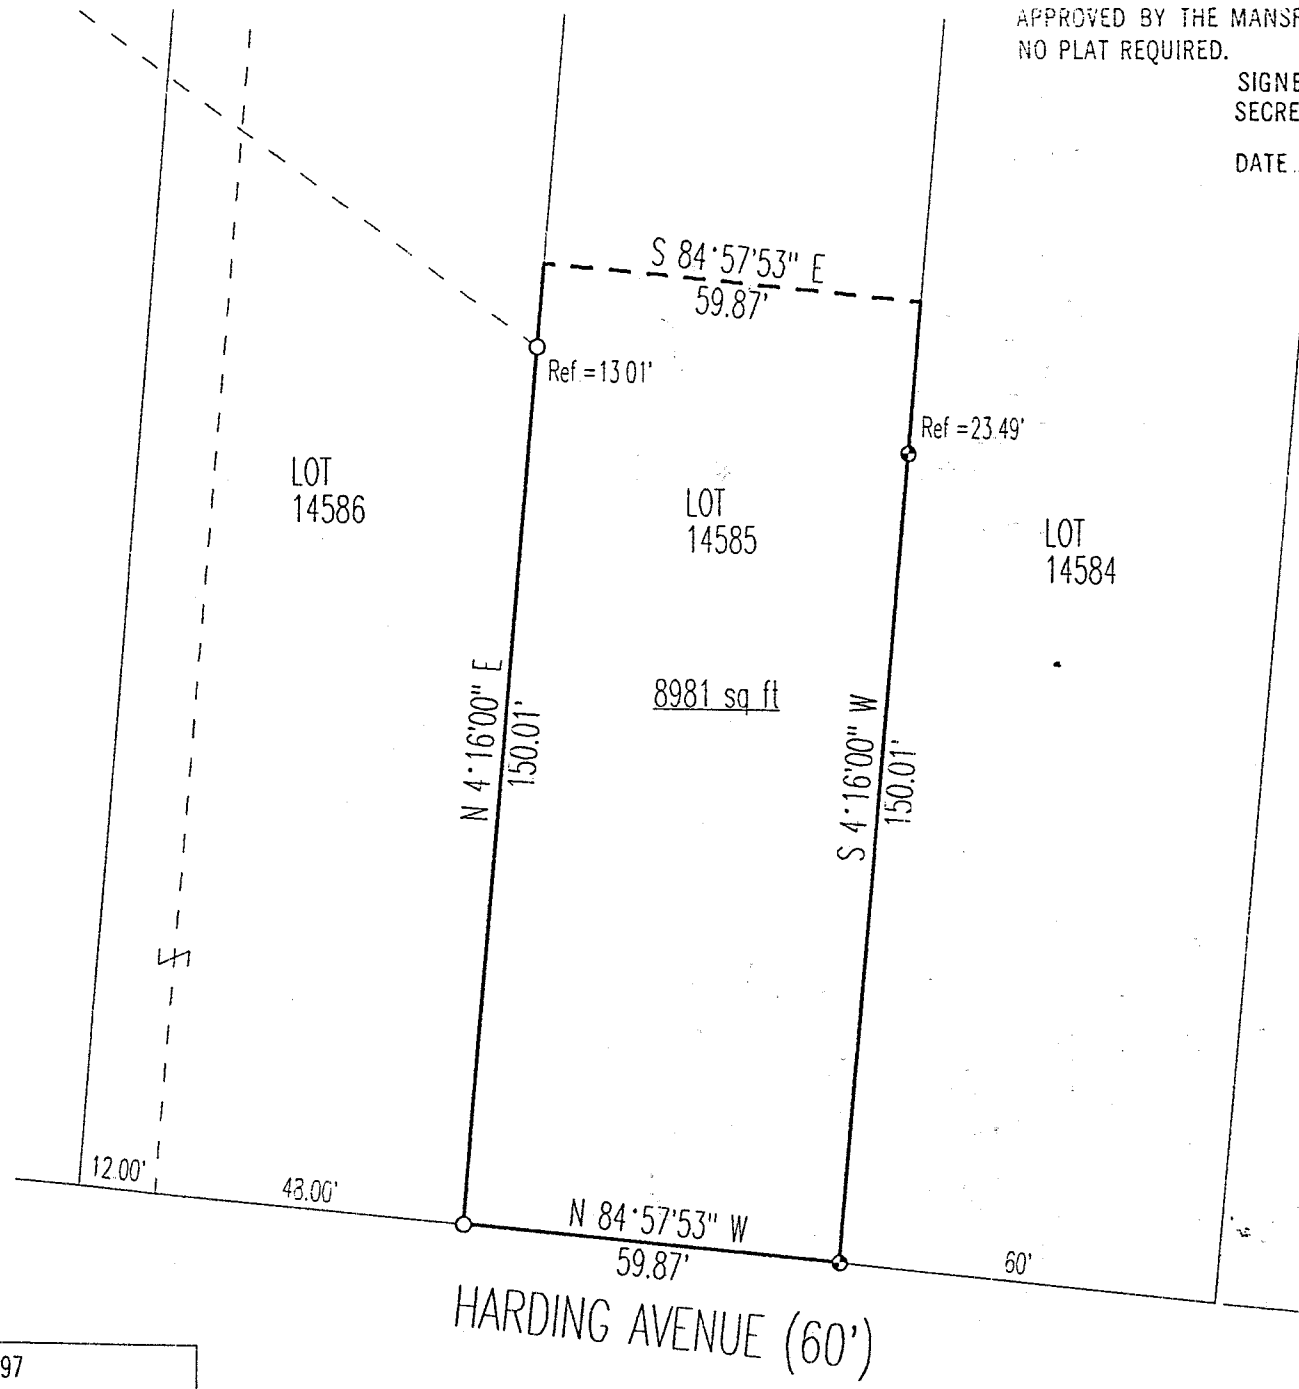 APPROVED BY THE MANSF
NO PLAT REQUIRED.
SIGNE
SECRE
DATE
S 84°57'53" E
59.87'
Ref.=13.01'
Ref =23.49'
LOT
14586
LOT
14585
LOT
14584
8981 sq ft
N 4°16'00" E
150.01'
S 4°16'00" W
150.01'
12.00'
48.00'
N 84°57'53" W
59.87'
60'
HARDING AVENUE (60')
97